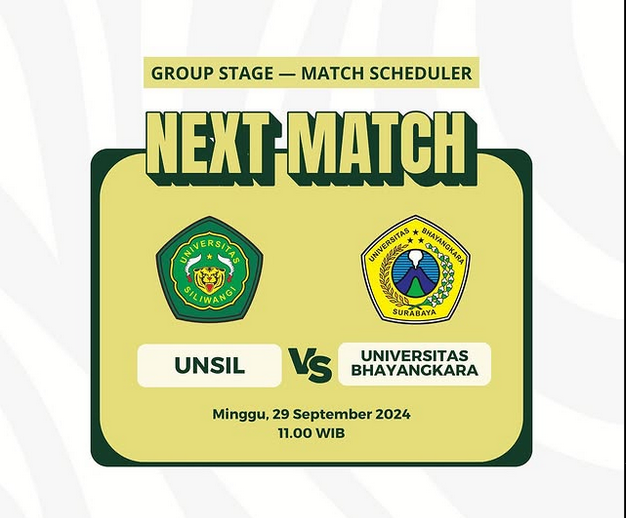 GROUP STAGE — MATCH SCHEDULER
NEXT MATCH
UNIVERSITAS
SILIWANGI
UNIVERSITAS ★ BHAYANGKARA
SURABAYA
UNSIL
VS
UNIVERSITAS
BHAYANGKARA
Minggu, 29 September 2024
11.00 WIB